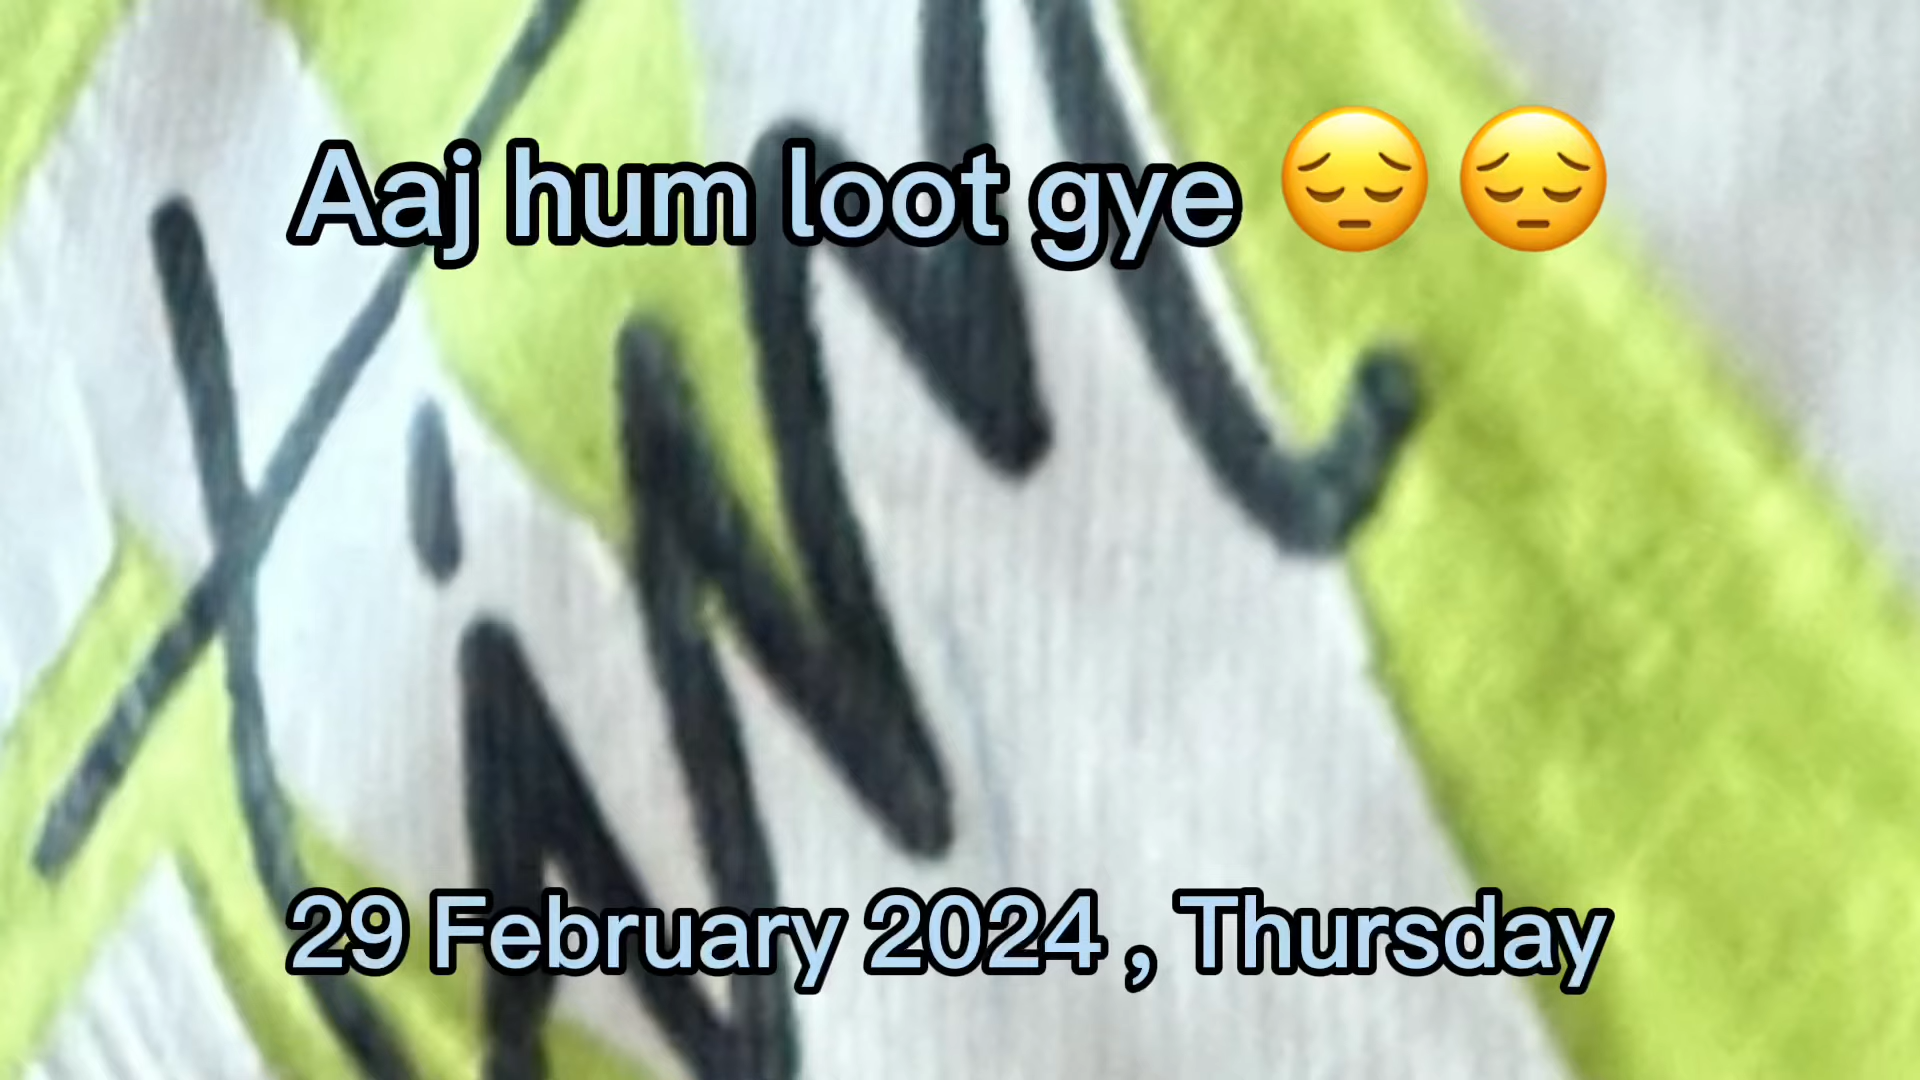 Aaj hum loot gye 😔😔
29 February 2024 , Thursday